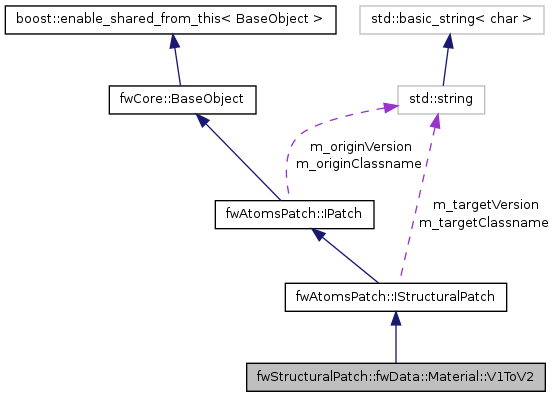 boost::enable_shared_from_this< BaseObject >
std::basic_string< char >
fwCore::BaseObject
std::string
m_originVersion
m_originClassname
m_targetVersion
m_targetClassname
fwAtomsPatch::IPatch
fwAtomsPatch::IStructuralPatch
fwStructuralPatch::fwData::Material::V1ToV2